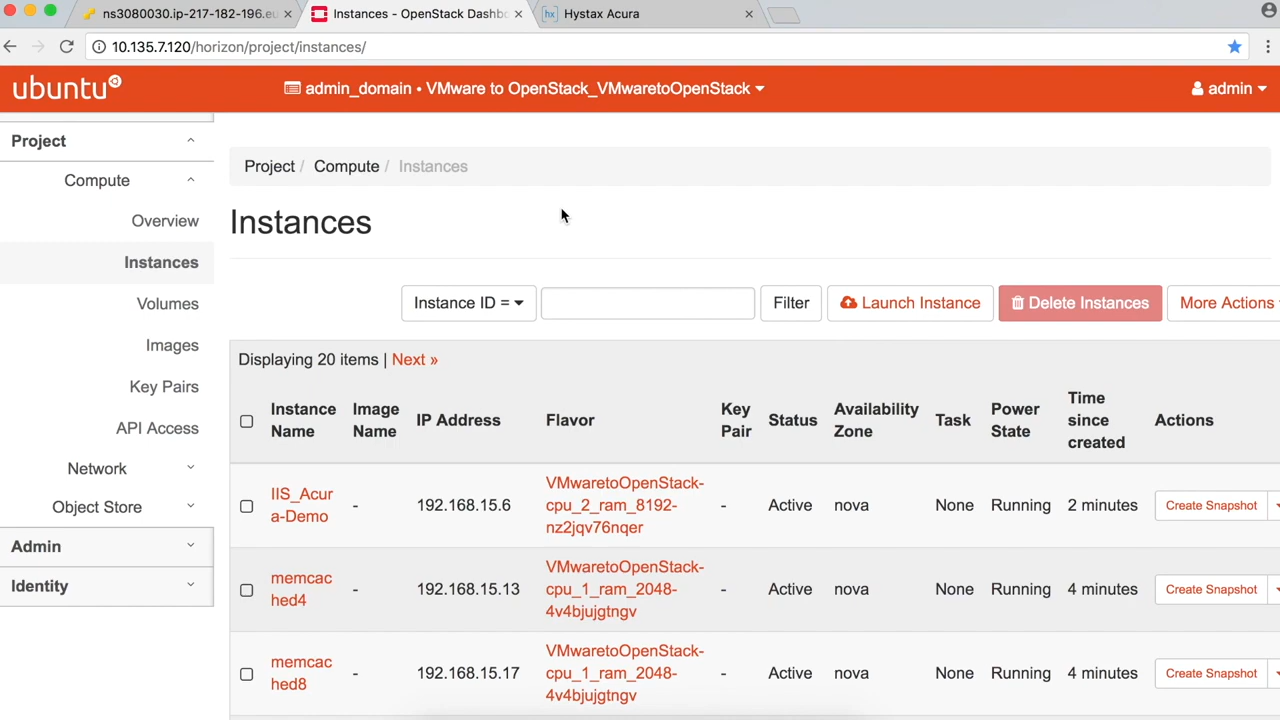 ns3080030.ip-217-182-196.eu
Instances - OpenStack Dashbo
hx Hystax Acura
10.135.7.120/horizon/project/instances/
ubuntu
admin_domain • VMware to OpenStack_VMwaretoOpenStack
admin
Project
Compute
Overview
Instances
Volumes
Images
Key Pairs
API Access
Network
Object Store
Admin
Identity
Project / Compute / Instances
Instances
Instance ID =
Filter
Launch Instance
Delete Instances
More Actions
Displaying 20 items | Next »
Instance Name
Image Name
IP Address
Flavor
Key Pair
Status
Availability Zone
Task
Power State
Time since created
Actions
IIS_Acur
a-Demo
-
192.168.15.6
VMwaretoOpenStack-
cpu_2_ram_8192-
nz2jqv76nqer
-
Active
nova
None
Running
2 minutes
Create Snapshot
memcac
hed4
-
192.168.15.13
VMwaretoOpenStack-
cpu_1_ram_2048-
4v4bjujgtngv
-
Active
nova
None
Running
4 minutes
Create Snapshot
memcac
hed8
-
192.168.15.17
VMwaretoOpenStack-
cpu_1_ram_2048-
4v4bjujgtngv
-
Active
nova
None
Running
4 minutes
Create Snapshot